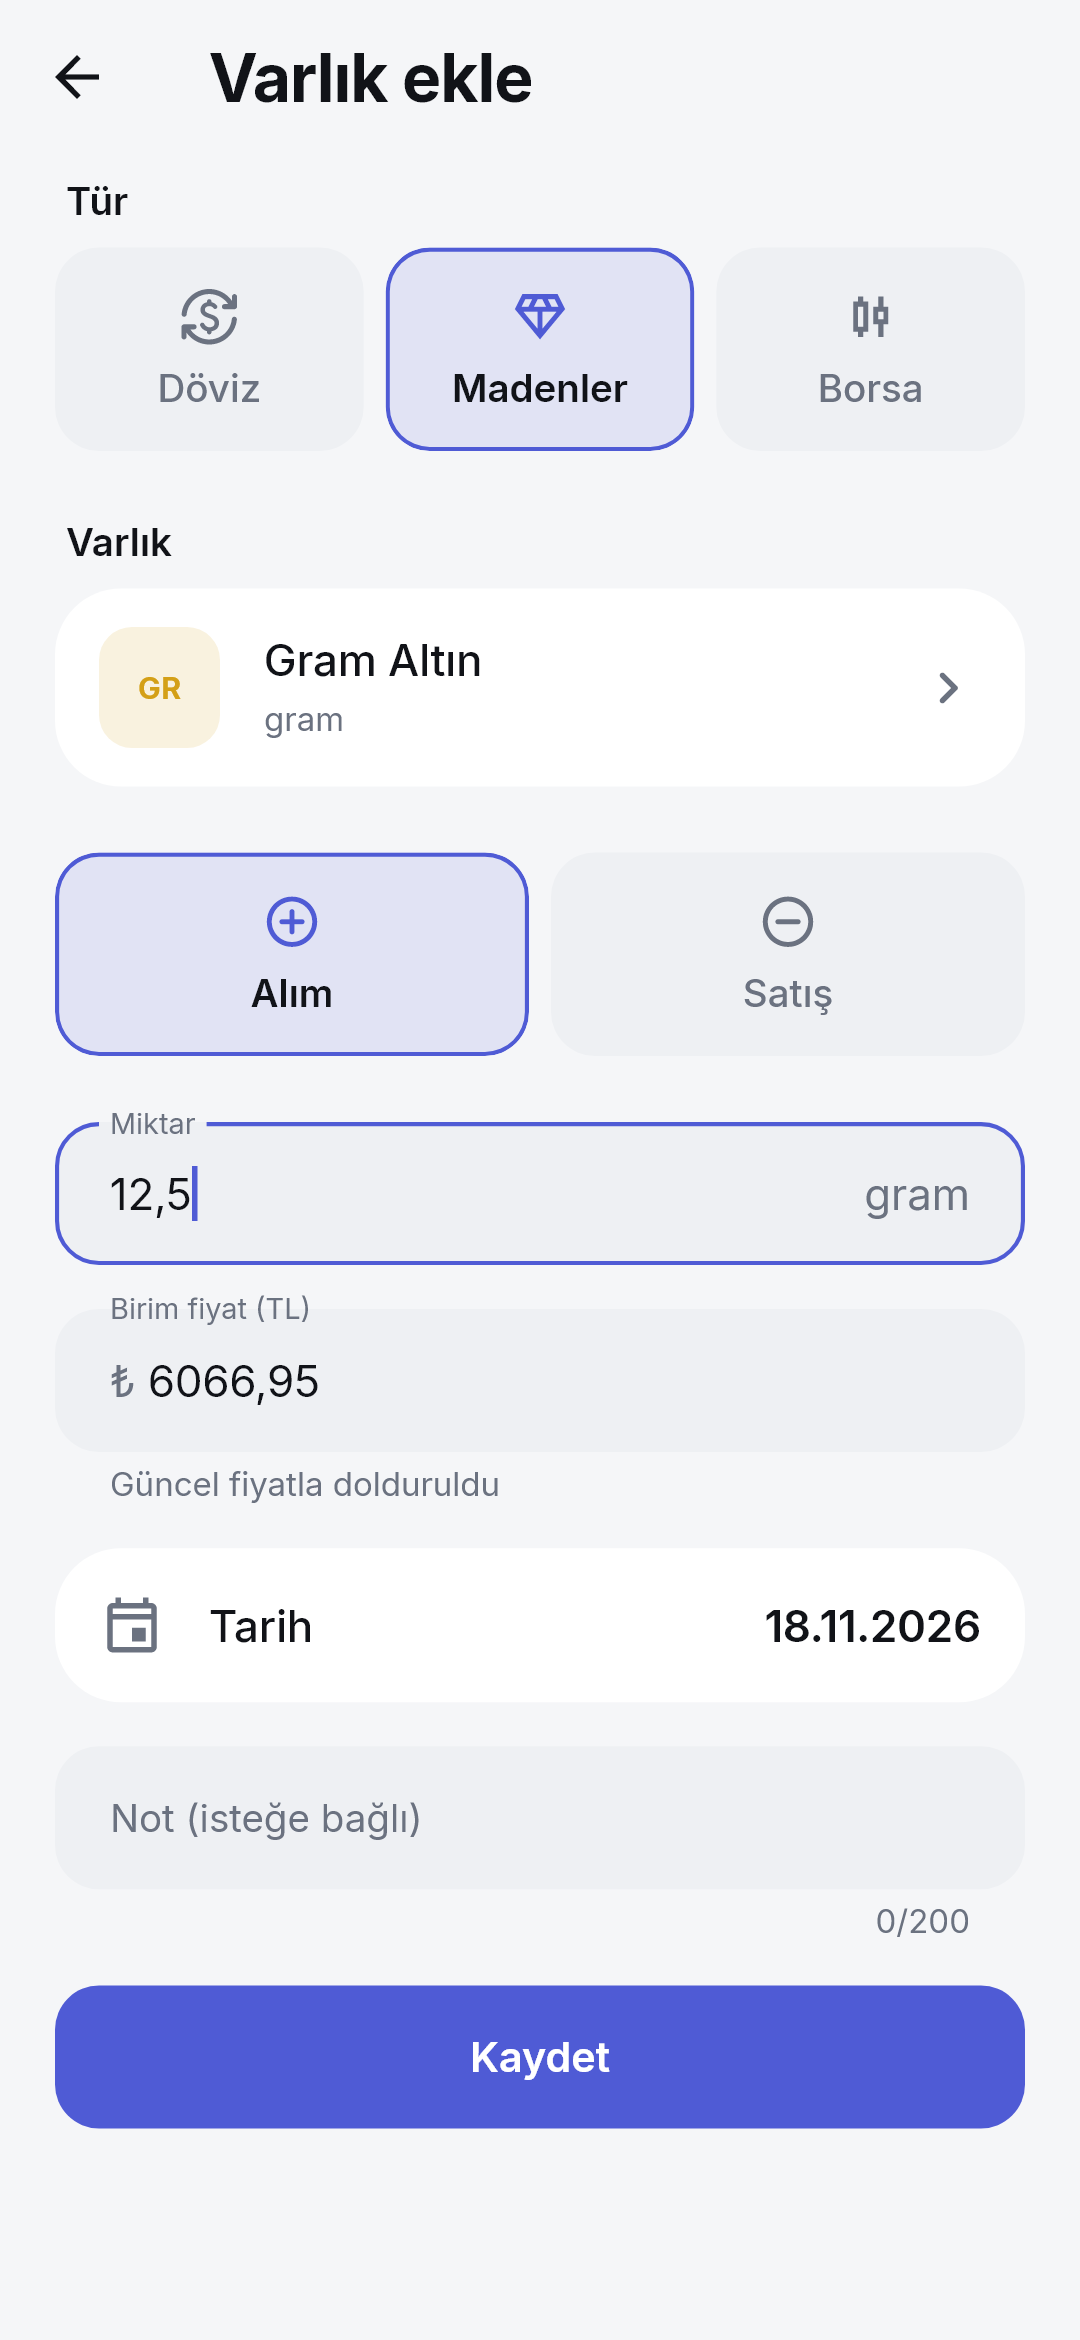 Varlık ekle
Tür
Döviz
Madenler
Borsa
Varlık
GR
Gram Altın
gram
Alım
Satış
Miktar
12,5
gram
Birim fiyat (TL)
₺ 6066,95
Güncel fiyatla dolduruldu
Tarih
18.11.2026
Not (isteğe bağlı)
0/200
Kaydet